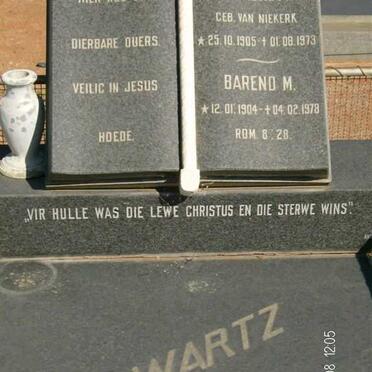 DIERBARE OUERS
VEILIG IN JESUS
HOEDE.
GEB. VAN NIEKERK
★25.10.1905 +01.08.1973
BAREND M.
★12.01.1904 +04.02.1978
ROM. 8:28.
„VIR HULLE WAS DIE LEWE CHRISTUS EN DIE STERWE WINS".
WARTZ
08 12:05